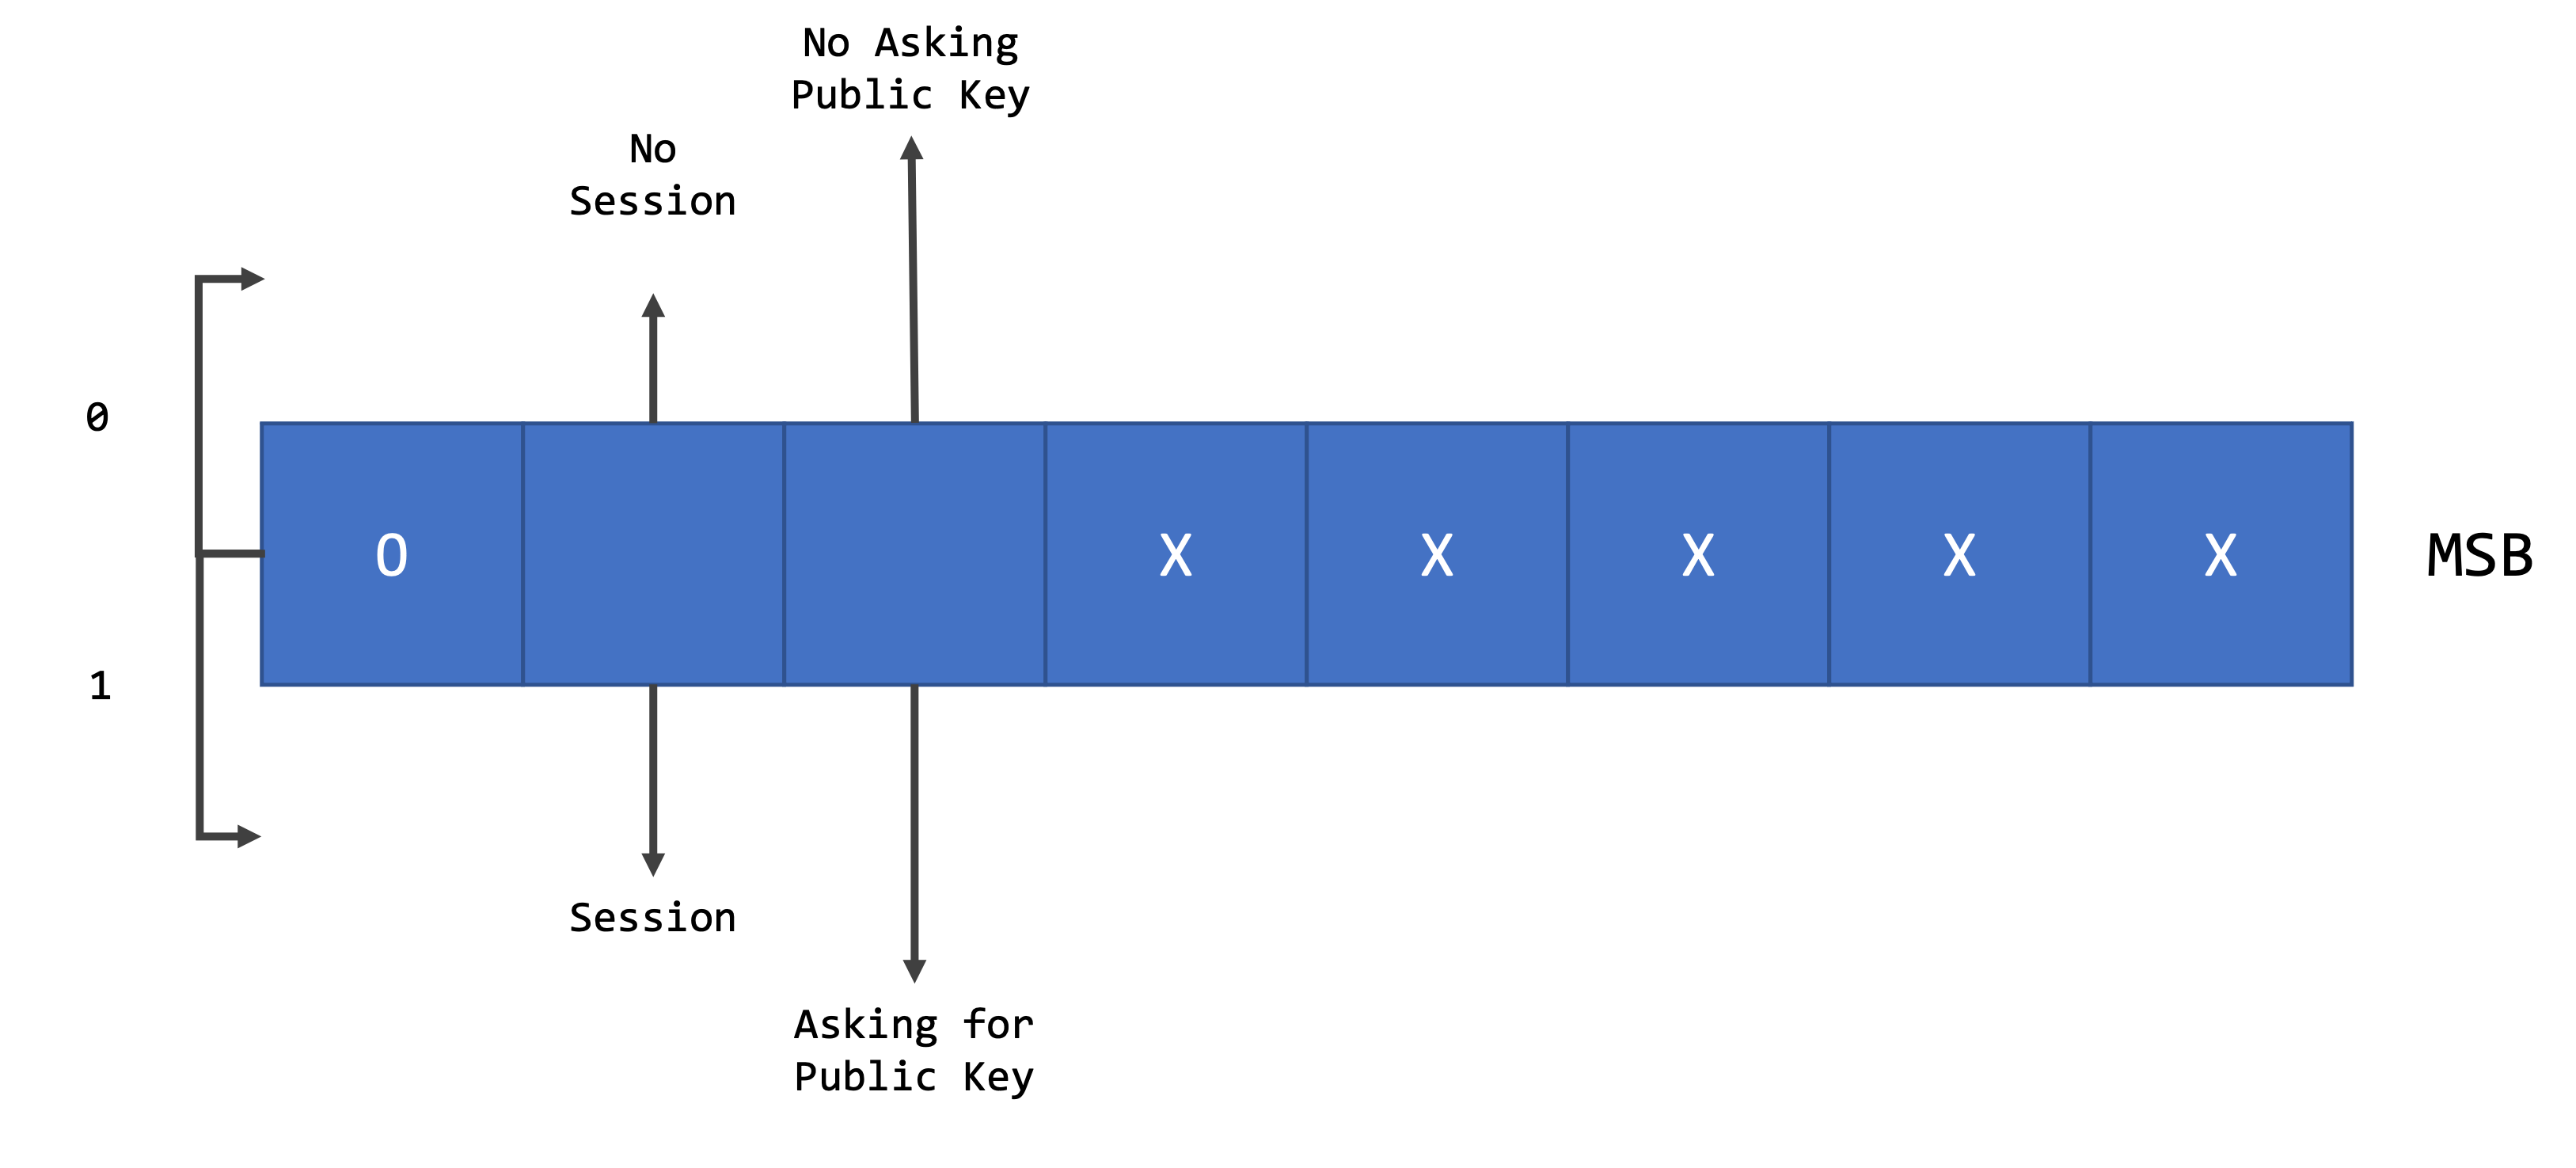 No Asking
Public Key
No
Session
0
O X X X X X MSB
1
Session
Asking for
Public Key